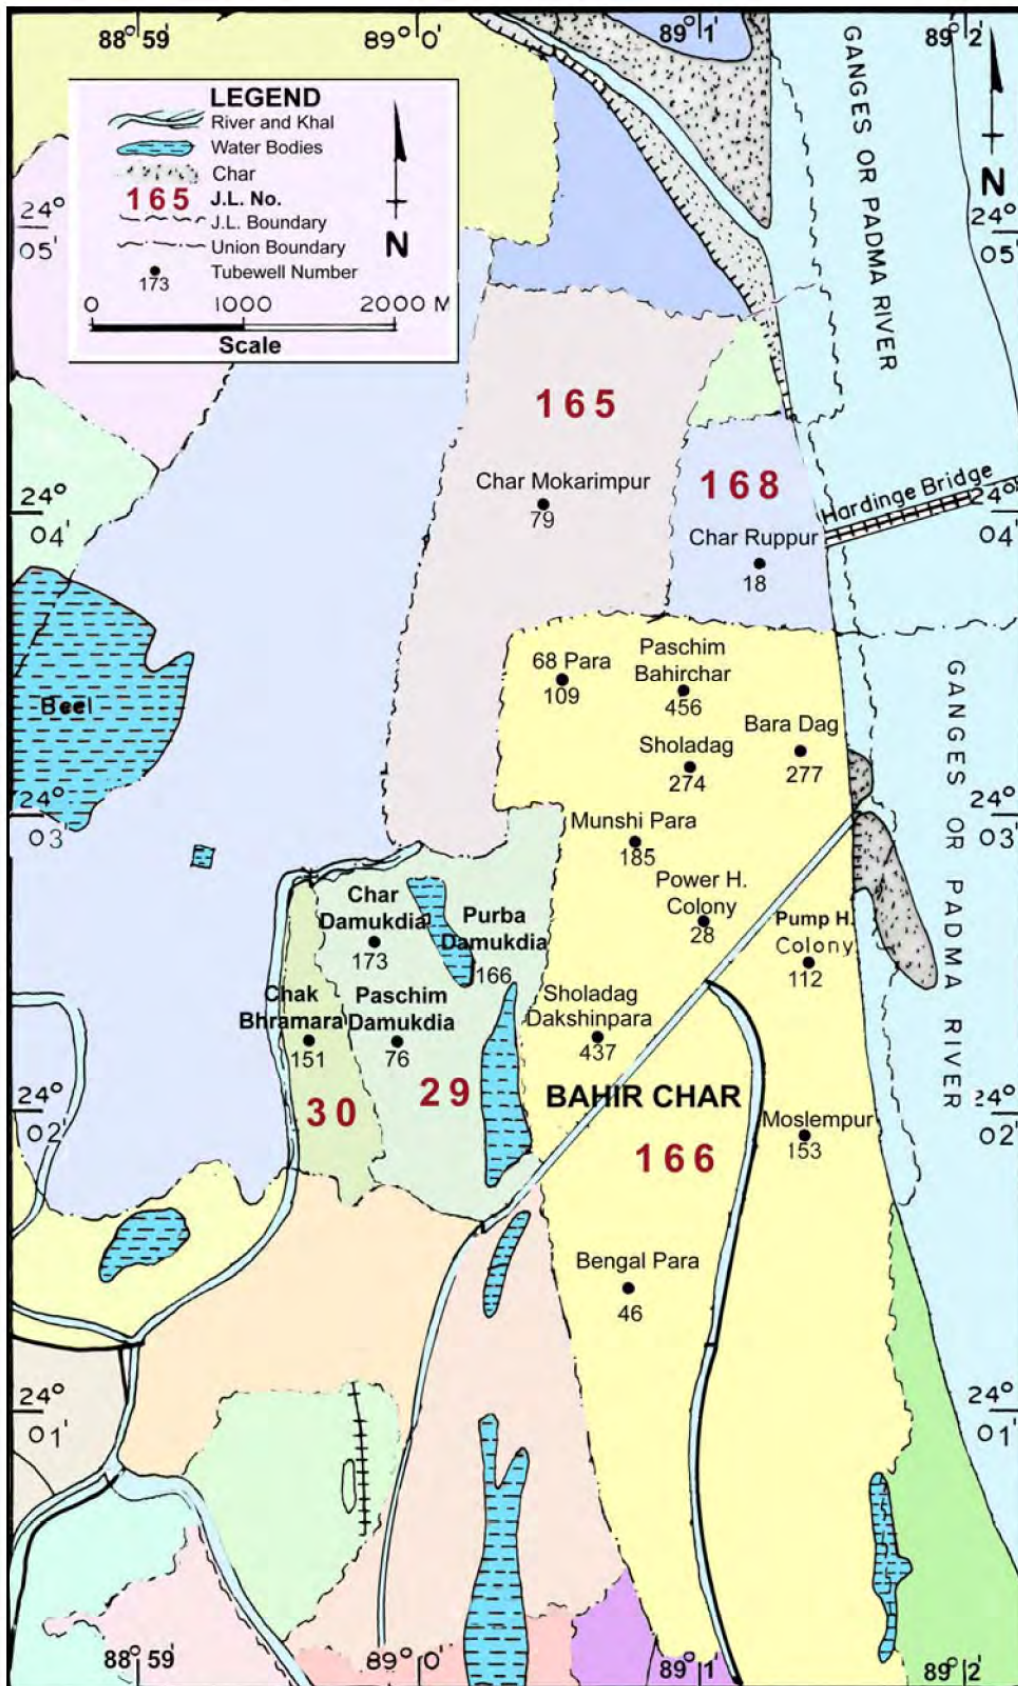 88° 59'
89° 0'
89° 1'
89° 2'
LEGEND
River and Khal
Water Bodies
Char
165 J.L. No.
J.L. Boundary
Union Boundary
173 Tubewell Number
0 1000 2000 M
Scale
N
N
GANGES OR PADMA RIVER
24°
05'
24°
05'
165
Char Mokarimpur
79
168
Char Ruppur
18
Hardinge Bridge
24°
04'
24°
04'
68 Para
109
Paschim
Bahirchar
456
Bara Dag
277
Sholadag
274
Beel
GANGES OR PADMA RIVER
24°
03'
24°
03'
Munshi Para
185
Power H.
Colony
28
Pump H.
Colony
112
Char
Damukdia
173
Purba
Damukdia
166
Chak
Bhramara
151
Paschim
Damukdia
76
Sholadag
Dakshinpara
437
30
29
BAHIR CHAR
166
Moslempur
153
24°
02'
24°
02'
Bengal Para
46
24°
01'
24°
01'
88° 59'
89° 0'
89° 1'
89° 2'